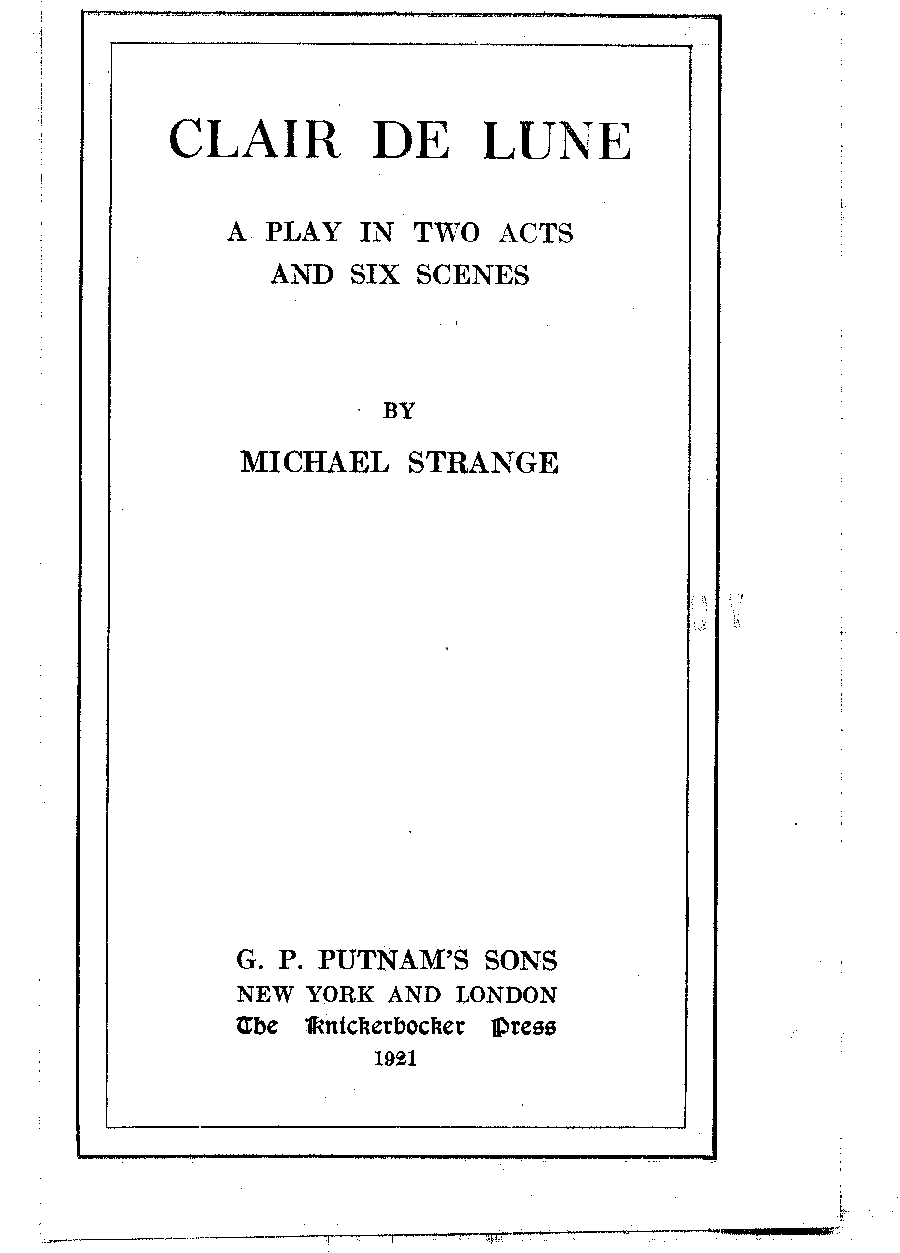 CLAIR DE LUNE
A PLAY IN TWO ACTS
AND SIX SCENES
BY
MICHAEL STRANGE
G. P. PUTNAM'S SONS
NEW YORK AND LONDON
The Knickerbocker Press
1921